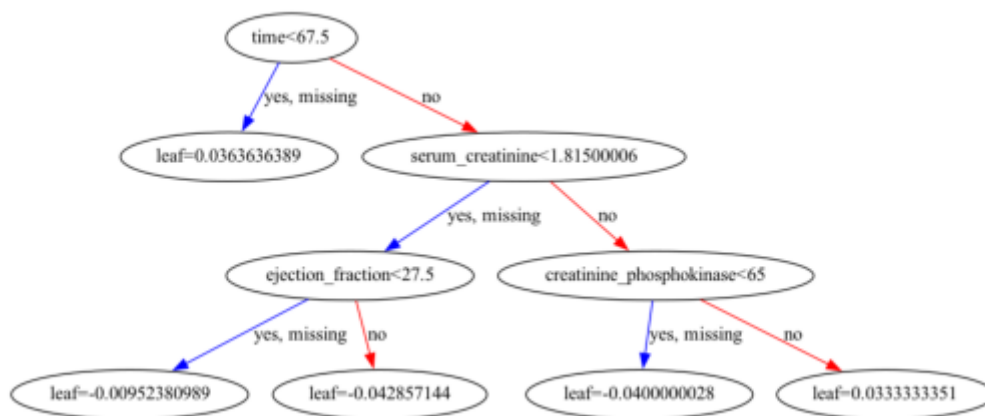 time<67.5
yes, missing
no
leaf=0.0363636389
serum_creatinine<1.81500006
yes, missing
no
ejection_fraction<27.5
creatinine_phosphokinase<65
yes, missing
no
yes, missing
no
leaf=-0.00952380989
leaf=-0.042857144
leaf=-0.0400000028
leaf=0.0333333351